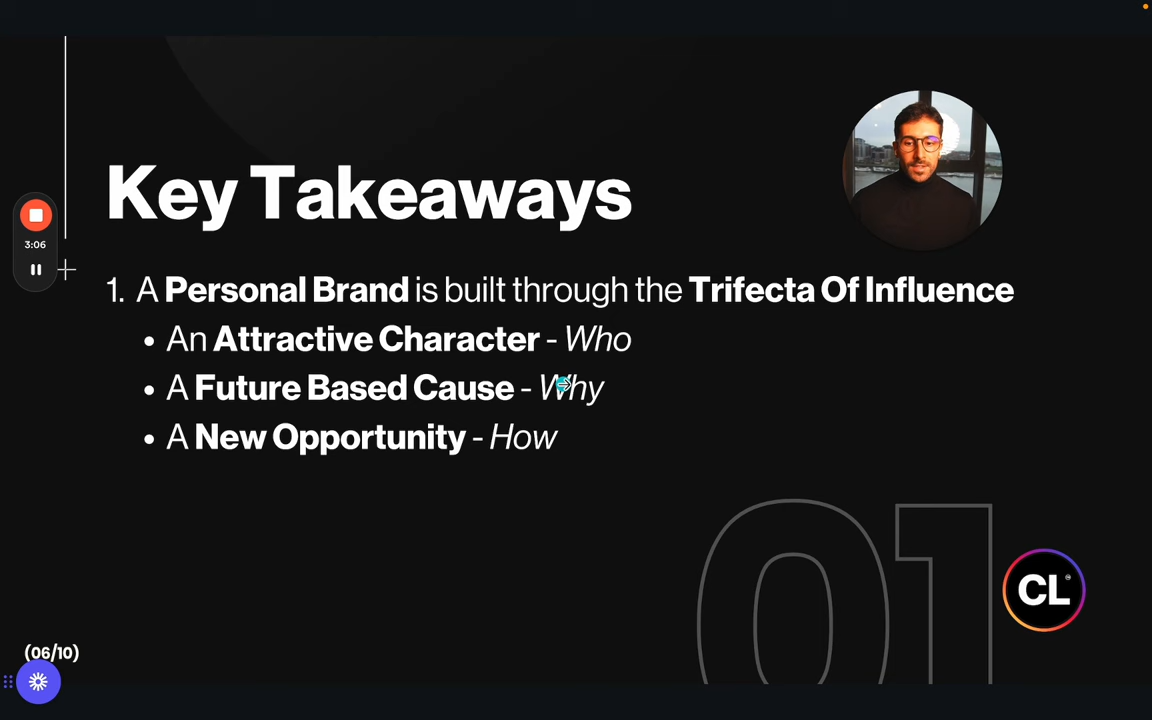 Key Takeaways
3:06
1. A Personal Brand is built through the Trifecta Of Influence
• An Attractive Character - Who
• A Future Based Cause - Why
• A New Opportunity - How
01
CL
(06/10)